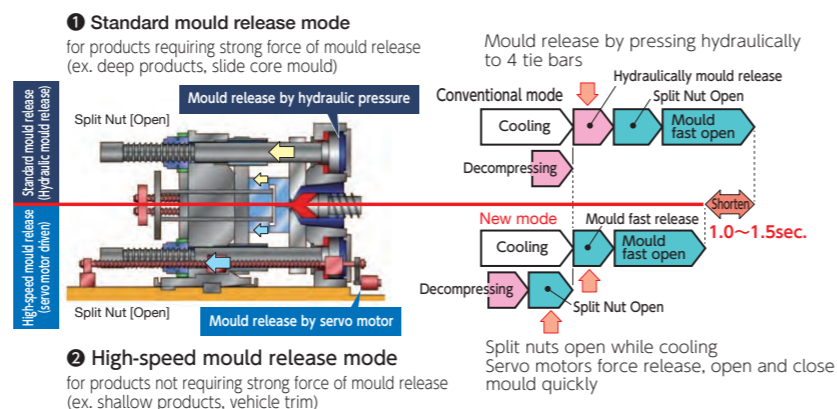 ❶ Standard mould release mode
for products requiring strong force of mould release
(ex. deep products, slide core mould)
Standard mould release
(Hydraulic mould release)
High-speed mould release
(servo motor driven)
Mould release by hydraulic pressure
Split Nut [Open]
Split Nut [Open]
Mould release by servo motor
❷ High-speed mould release mode
for products not requiring strong force of mould release
(ex. shallow products, vehicle trim)
Mould release by pressing hydraulically
to 4 tie bars
Hydraulically mould release
Conventional mode
Split Nut Open
Cooling
Mould
fast open
Decompressing
Shorten
1.0～1.5sec.
New mode
Mould fast release
Cooling
Mould
fast open
Decompressing
Split Nut Open
Split nuts open while cooling
Servo motors force release, open and close
mould quickly